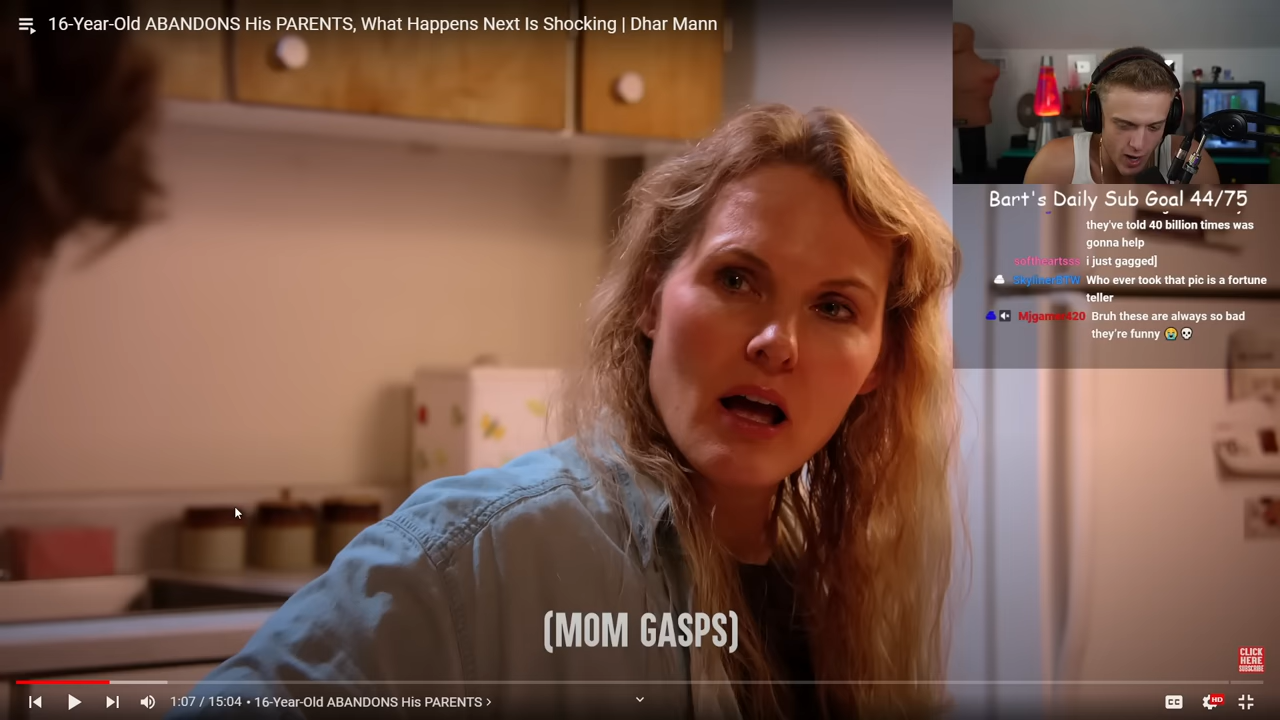 16-Year-Old ABANDONS His PARENTS, What Happens Next Is Shocking | Dhar Mann
Bart's Daily Sub Goal 44/75
they've told 40 billion times was
gonna help
softheartsss i just gagged]
Who ever took that pic is a fortune
teller
Mjgamer420 Bruh these are always so bad
they're funny 😭💀
(MOM GASPS)
CLICK
HERE
SUBSCRIBE
1:07 / 15:04 • 16-Year-Old ABANDONS His PARENTS
CC
HD